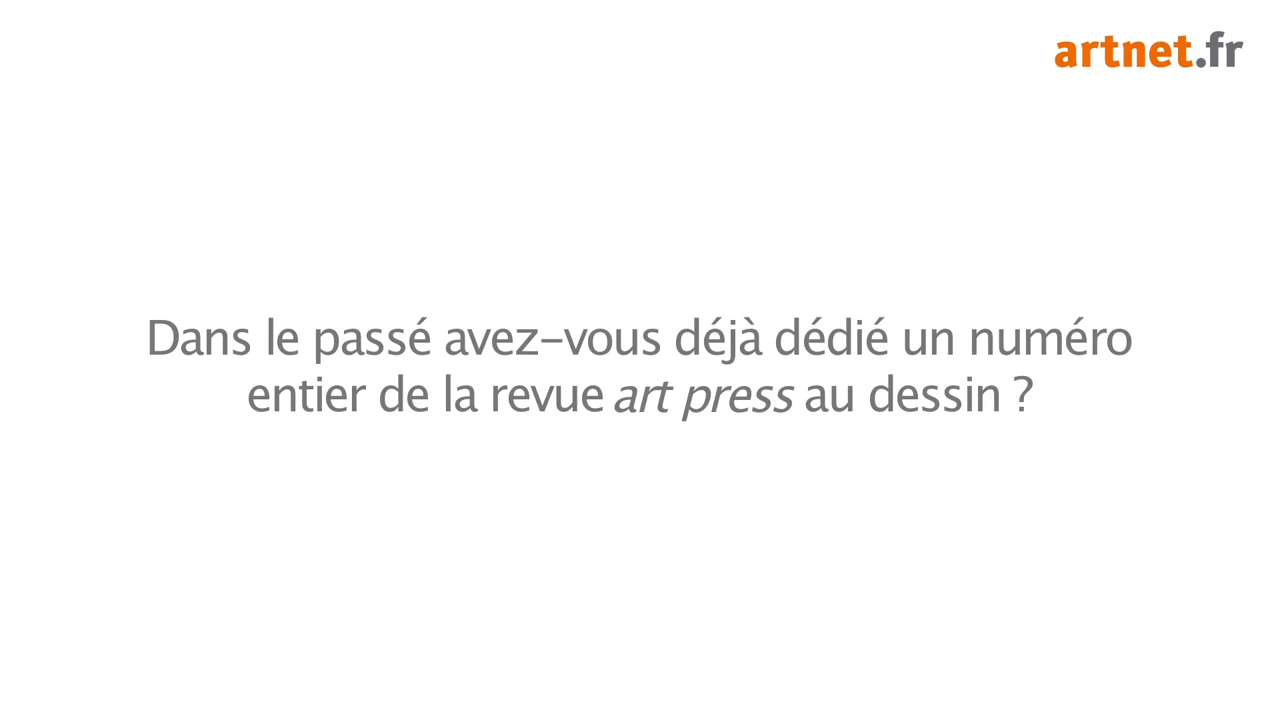 artnet.fr
Dans le passé avez-vous déjà dédié un numéro
entier de la revue art press au dessin ?